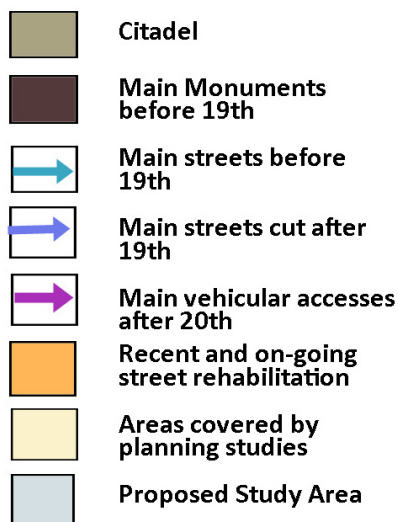 Citadel
Main Monuments
before 19th
Main streets before
19th
Main streets cut after
19th
Main vehicular accesses
after 20th
Recent and on-going
street rehabilitation
Areas covered by
planning studies
Proposed Study Area